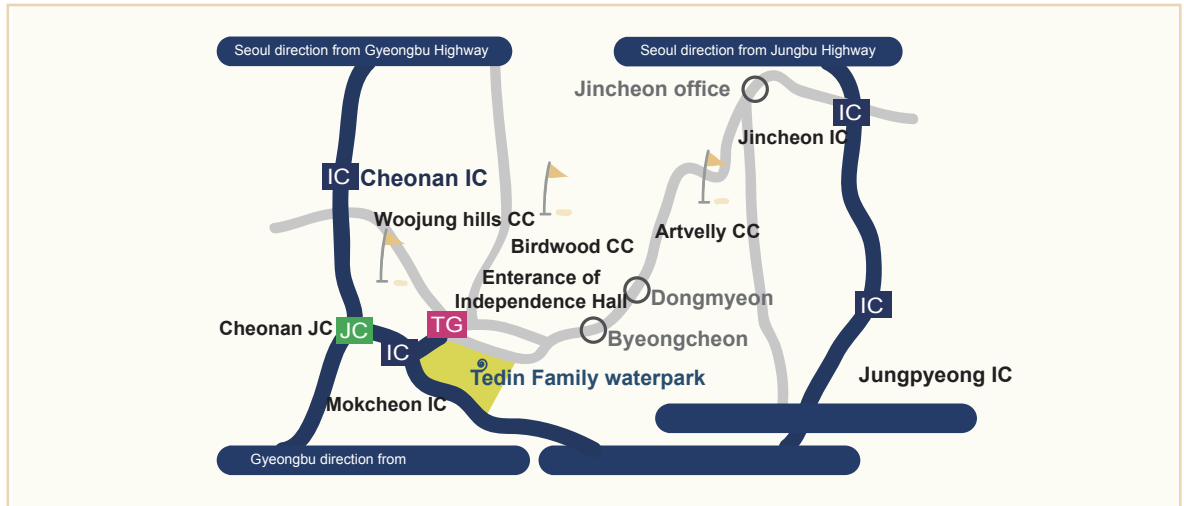 Seoul direction from Gyeongbu Highway
Seoul direction from Jungbu Highway
Jincheon office
IC
Jincheon IC
IC
Cheonan IC
Woojung hills CC
Artvelly CC
Birdwood CC
Enterance of
Independence Hall
Dongmyeon
IC
TG
Cheonan JC
JC
Byeongcheon
IC
Tedin Family waterpark
Jungpyeong IC
Mokcheon IC
Gyeongbu direction from